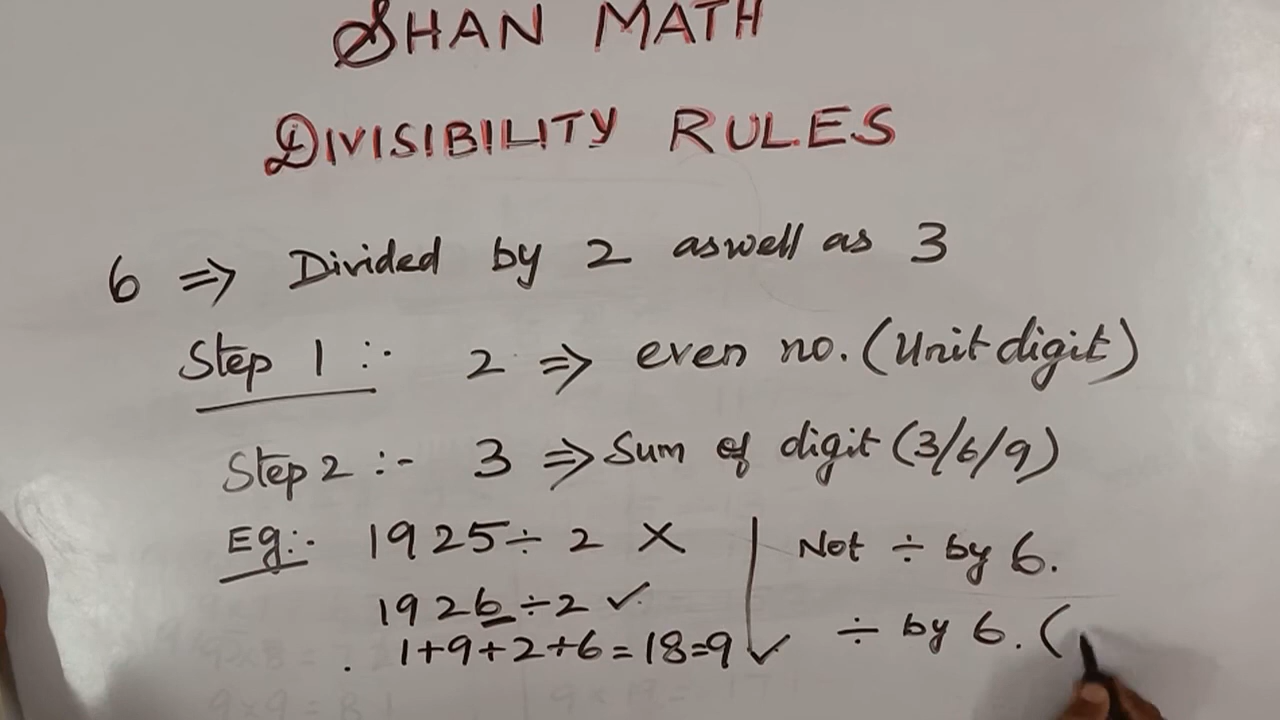 SHAN MATH
DIVISIBILITY RULES
6 => Divided by 2 aswell as 3
Step 1 :- 2 => even no. (Unit digit)
Step 2 :- 3 => Sum of digit (3/6/9)
Eg:- 1925 ÷ 2 X | Not ÷ by 6.
1926 ÷ 2 ✓
1+9+2+6 = 18 = 9 ✓ ÷ by 6. (